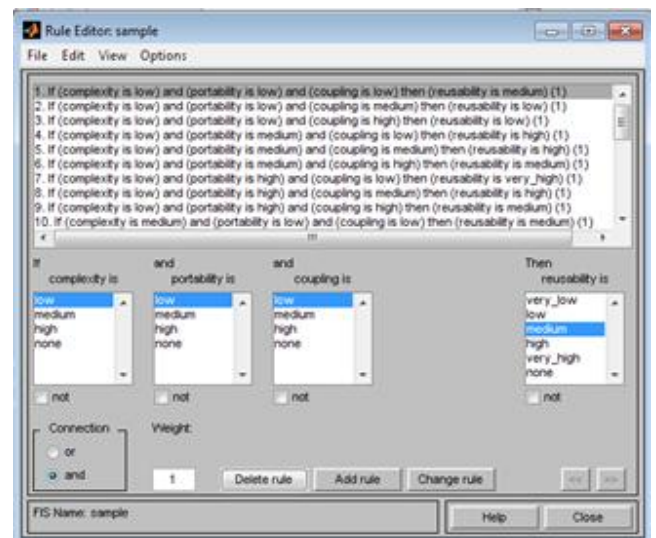 Rule Editor: sample
File Edit View Options
1. If (complexity is low) and (portability is low) and (coupling is low) then (reusability is medium) (1)
2. If (complexity is low) and (portability is low) and (coupling is medium) then (reusability is low) (1)
3. If (complexity is low) and (portability is low) and (coupling is high) then (reusability is low) (1)
4. If (complexity is low) and (portability is medium) and (coupling is low) then (reusability is high) (1)
5. If (complexity is low) and (portability is medium) and (coupling is medium) then (reusability is high) (1)
6. If (complexity is low) and (portability is medium) and (coupling is high) then (reusability is medium) (1)
7. If (complexity is low) and (portability is high) and (coupling is low) then (reusability is very_high) (1)
8. If (complexity is low) and (portability is high) and (coupling is medium) then (reusability is high) (1)
9. If (complexity is low) and (portability is high) and (coupling is high) then (reusability is high) (1)
10. If (complexity is medium) and (portability is low) and (coupling is low) then (reusability is medium) (1)
If and and Then
complexity is portability is coupling is reusability is
low low low very_low
medium medium medium low
high high high medium
none none none high
very_high
none
not not not not
Connection Weight:
or
and 1 Delete rule Add rule Change rule << >>
FIS Name: sample Help Close